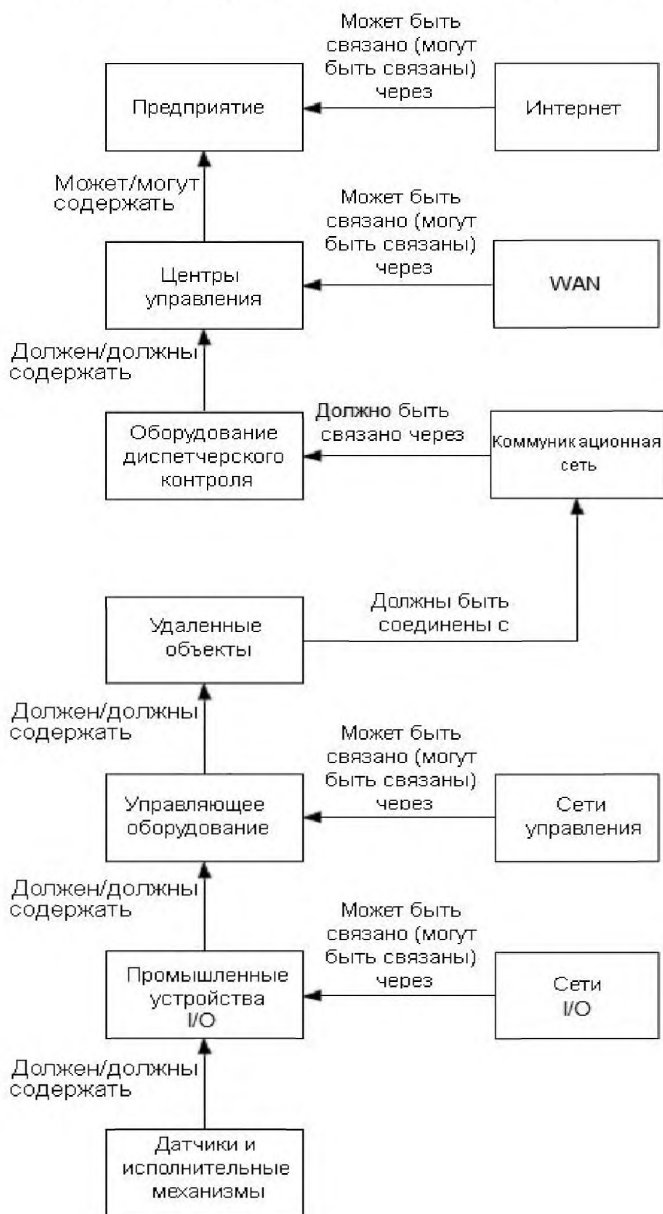 Может быть
связано (могут
быть связаны)
через
Предприятие
Интернет
Может/могут
содержать
Может быть
связано (могут
быть связаны)
через
Центры
управления
WAN
Должен/должны
содержать
Должно быть
связано через
Оборудование
диспетчерского
контроля
Коммуникационная
сеть
Удаленные
объекты
Должны быть
соединены с
Должен/должны
содержать
Может быть
связано (могут
быть связаны)
через
Управляющее
оборудование
Сети
управления
Должен/должны
содержать
Может быть
связано (могут
быть связаны)
через
Промышленные
устройства
I/O
Сети
I/O
Должен/должны
содержать
Датчики и
исполнительные
механизмы